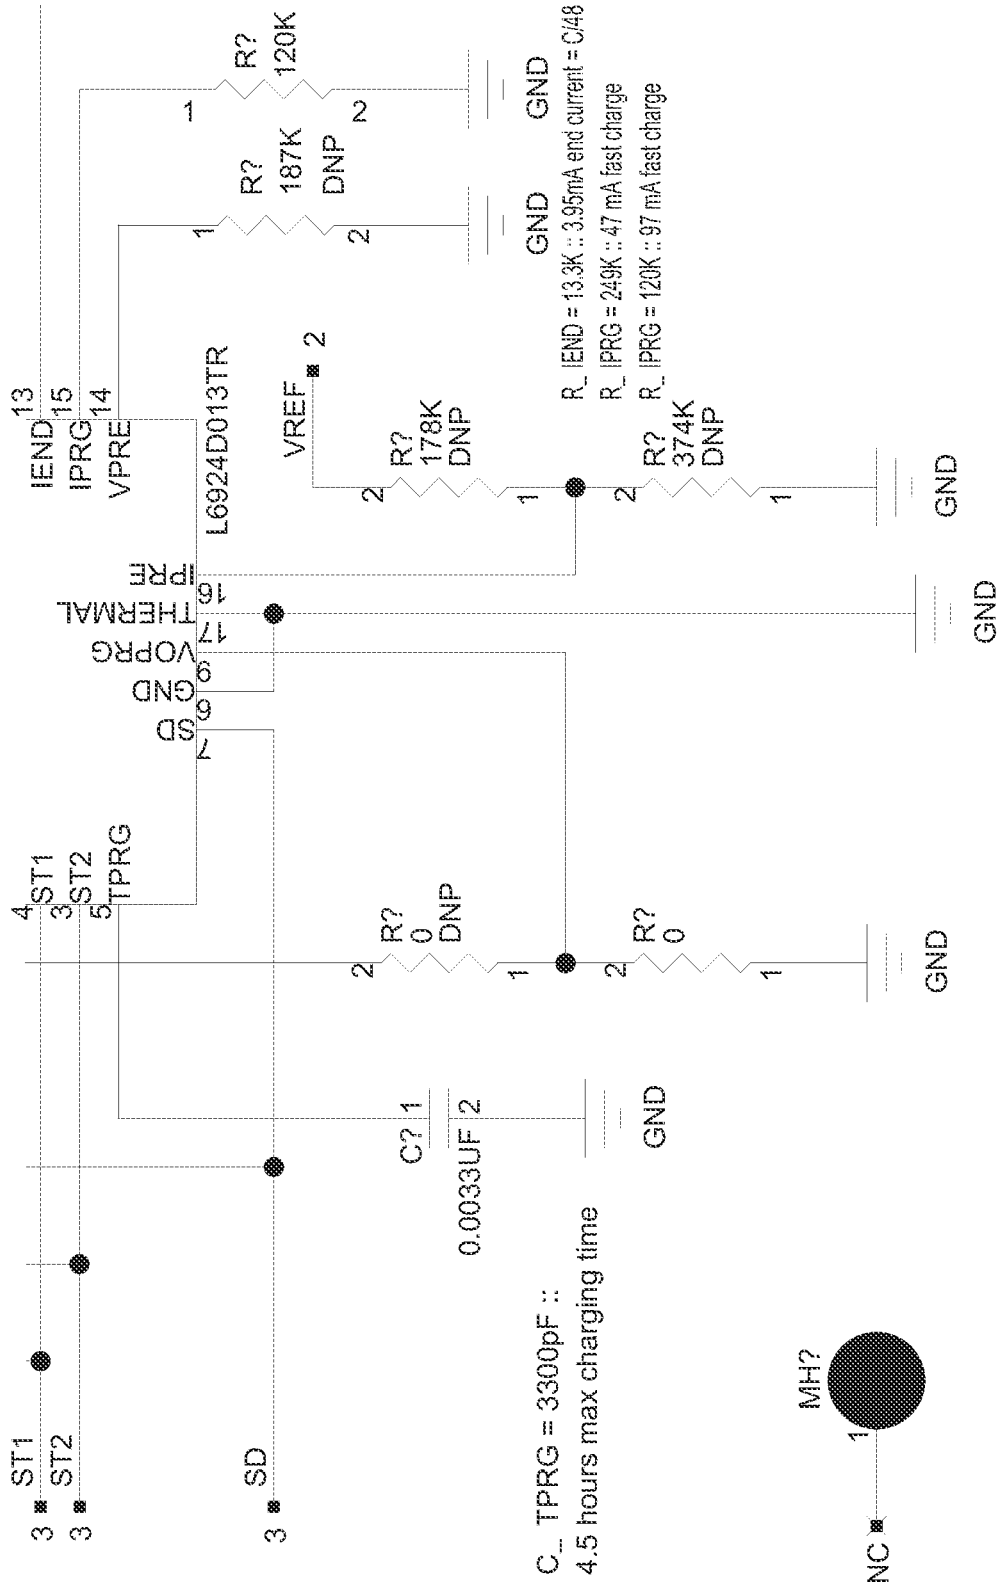 ST1
3
ST2
3
SD
3
4
ST1
3
ST2
5
TPRG
IEND
13
IPRG
15
VPRE
14
SD
7
GND
6
VOPRG
9
THERMAL
17
IPRE
16
L6924D013TR
1
R?
120K
2
GND
1
R?
187K
DNP
2
GND
VREF
2
R?
178K
DNP
2
1
R?
374K
DNP
2
1
GND
GND
R_ IEND = 13.3K :: 3.95mA end current = C/48
R_ IPRG = 249K :: 47 mA fast charge
R_ IPRG = 120K :: 97 mA fast charge
R?
0
DNP
2
1
R?
0
2
1
GND
C?
1
0.0033UF
2
GND
C_ TPRG = 3300pF ::
4.5 hours max charging time
MH?
1
NC